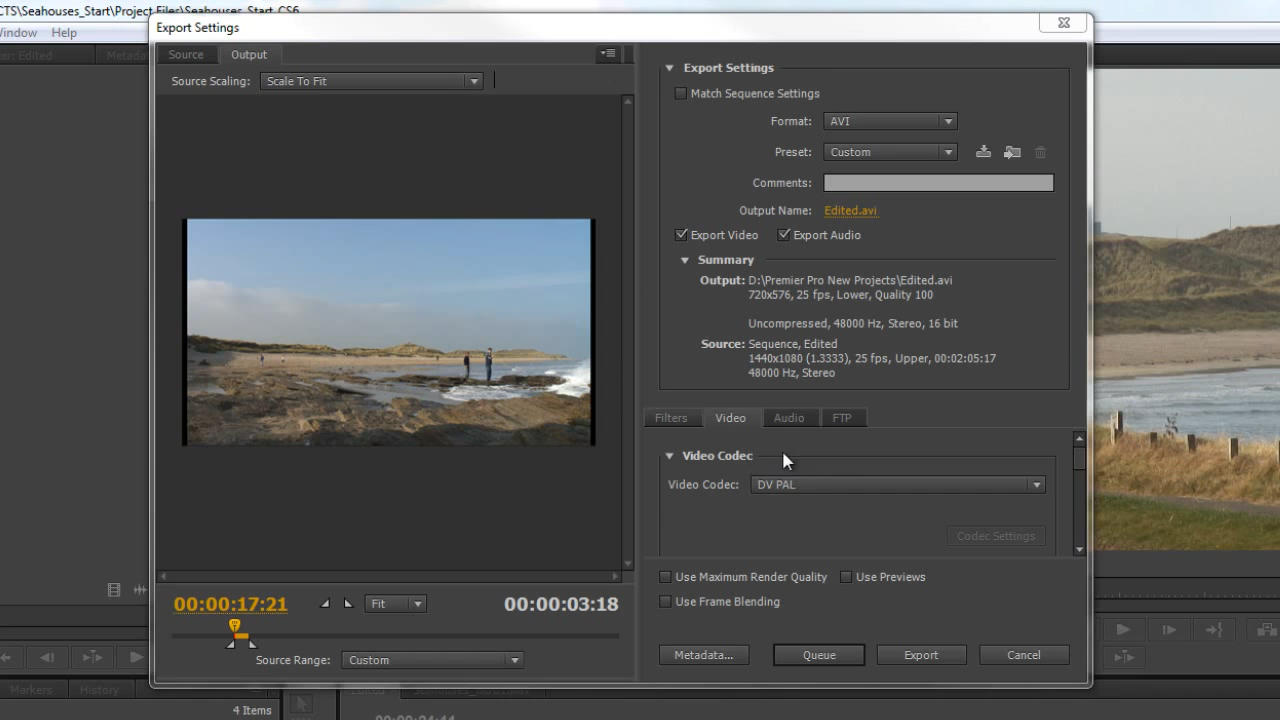 CTS\Seahouses_Start\Project Files\Seahouses_Start_CS6
Export Settings
Window Help
Source Output
Source Scaling: Scale To Fit
Export Settings
Match Sequence Settings
Format: AVI
Preset: Custom
Comments:
Output Name: Edited.avi
Export Video Export Audio
Summary
Output: D:\Premier Pro New Projects\Edited.avi
720x576, 25 fps, Lower, Quality 100
Uncompressed, 48000 Hz, Stereo, 16 bit
Source: Sequence, Edited
1440x1080 (1.3333), 25 fps, Upper, 00:02:05:17
48000 Hz, Stereo
Filters Video Audio FTP
Video Codec
Video Codec: DV PAL
Codec Settings
Use Maximum Render Quality Use Previews
Use Frame Blending
00:00:17:21 Fit 00:00:03:18
Source Range: Custom
Metadata... Queue Export Cancel
Markers History
4 Items